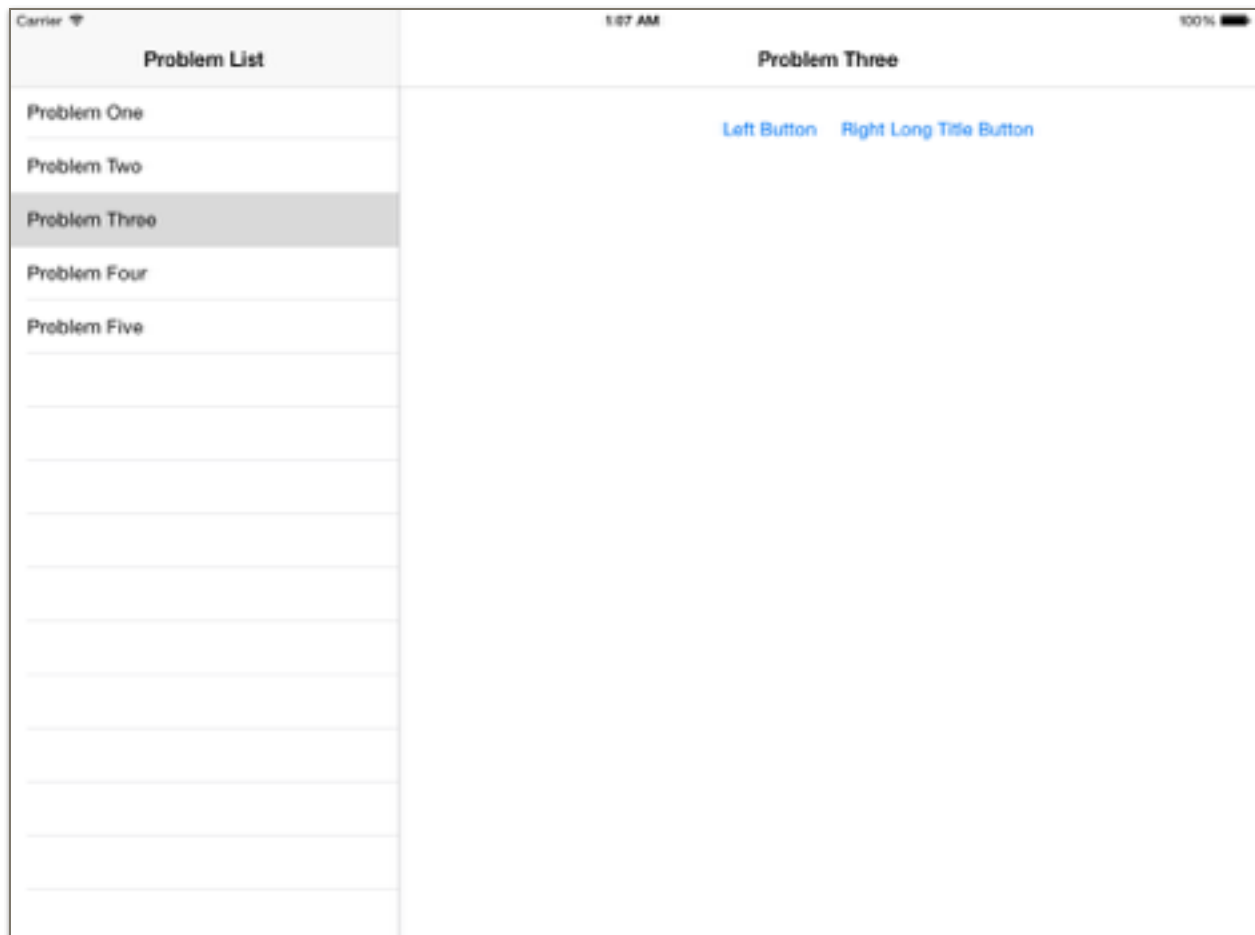 Carrier 1:07 AM 100%
Problem List Problem Three
Problem One
Left Button Right Long Title Button
Problem Two
Problem Three
Problem Four
Problem Five